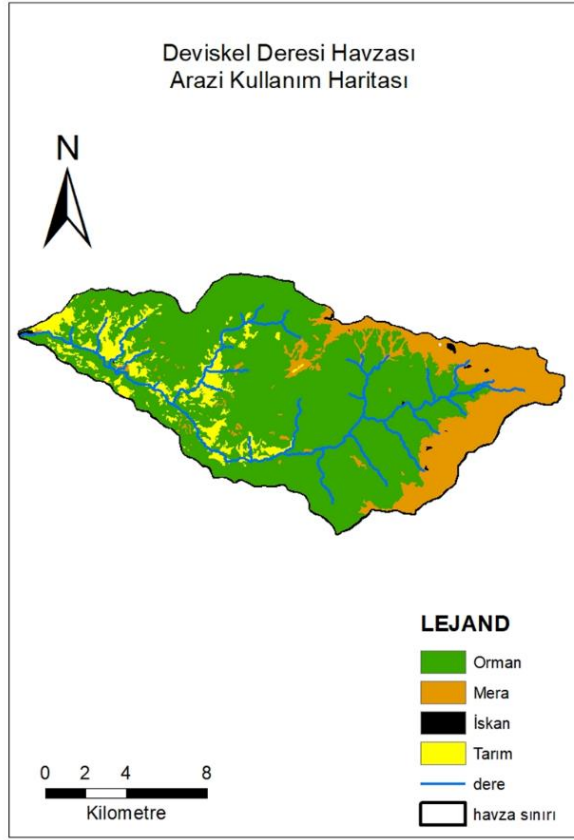 Deviskel Deresi Havzası
Arazi Kullanım Haritası
N
LEJAND
Orman
Mera
İskan
Tarım
dere
havza sınırı
0 2 4 8
Kilometre